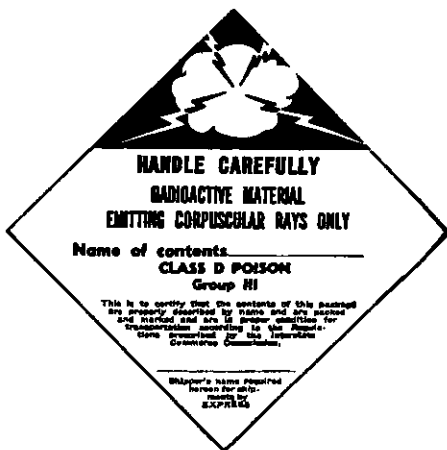 HANDLE CAREFULLY
RADIOACTIVE MATERIAL
EMITTING CORPUSCULAR RAYS ONLY
Name of contents
CLASS D POISON
Group III
This is to certify that the contents of this package
are properly described by name and are packed
and marked and are in proper condition for
transportation according to the Regula-
tions prescribed by the Interstate
Commerce Commission.
Shipper's name required
hereon for ship-
ments by
EXPRESS